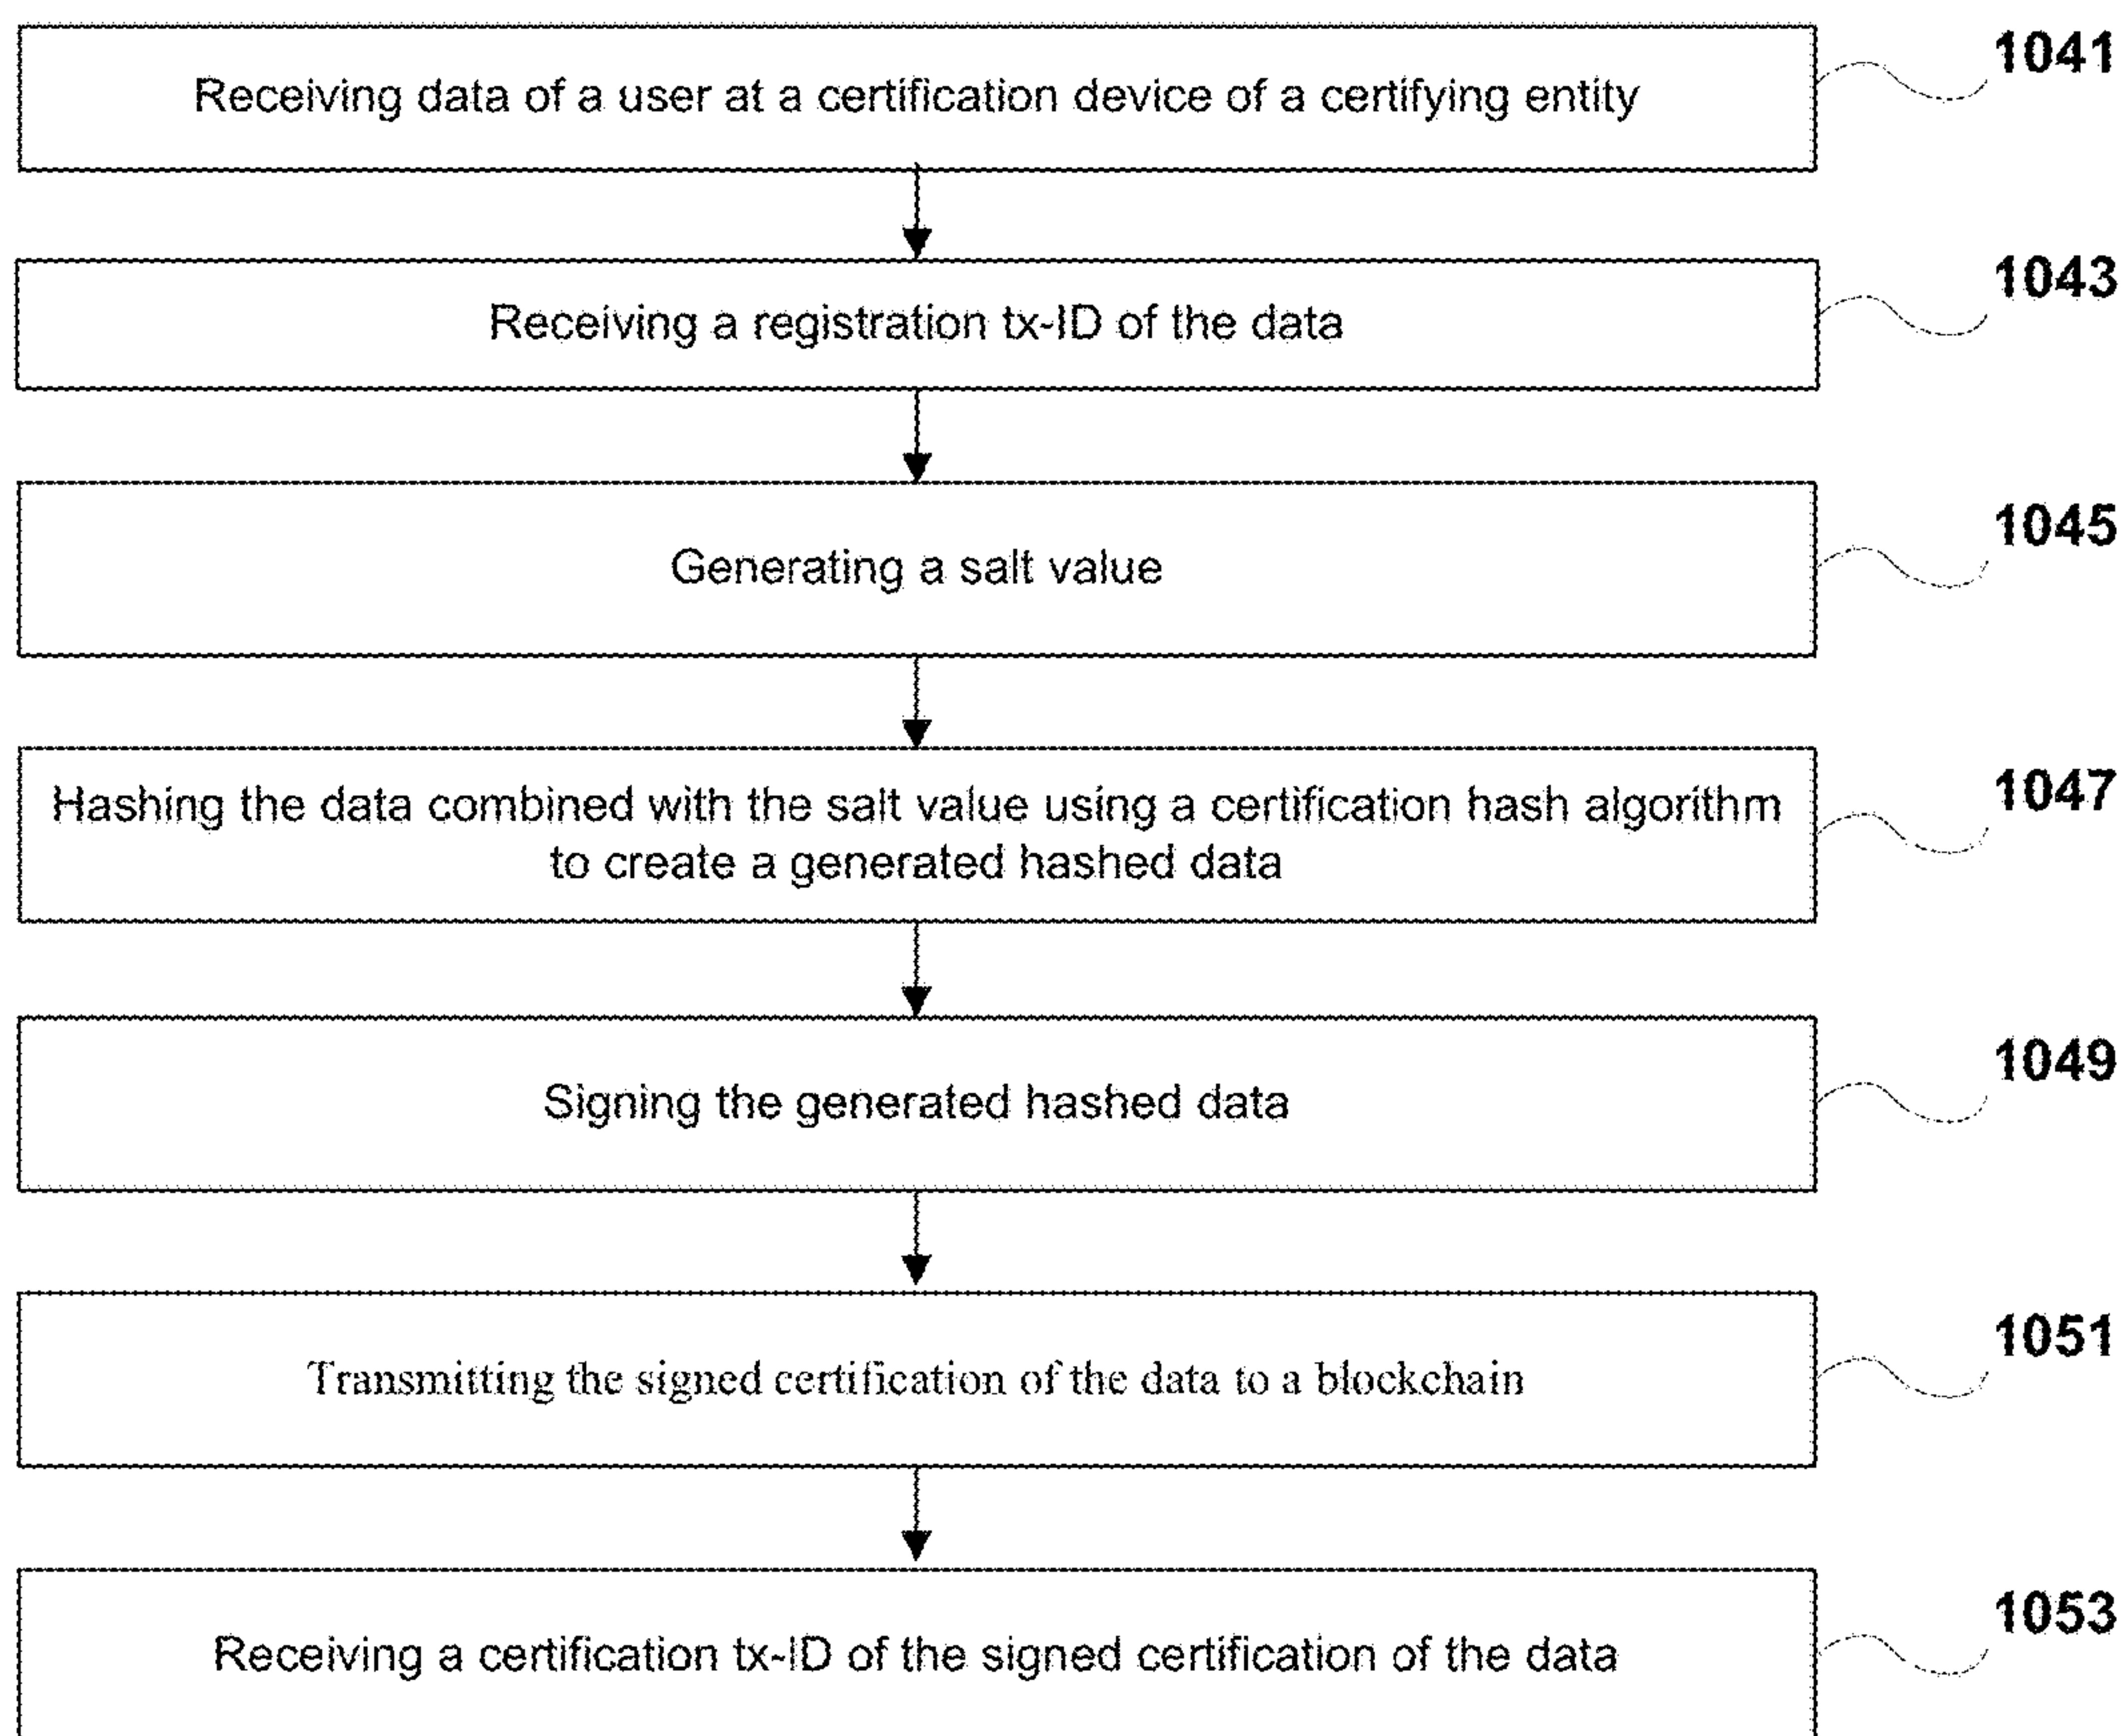 Receiving data of a user at a certification device of a certifying entity
1041
Receiving a registration tx-ID of the data
1043
Generating a salt value
1045
Hashing the data combined with the salt value using a certification hash algorithm
to create a generated hashed data
1047
Signing the generated hashed data
1049
Transmitting the signed certification of the data to a blockchain
1051
Receiving a certification tx-ID of the signed certification of the data
1053